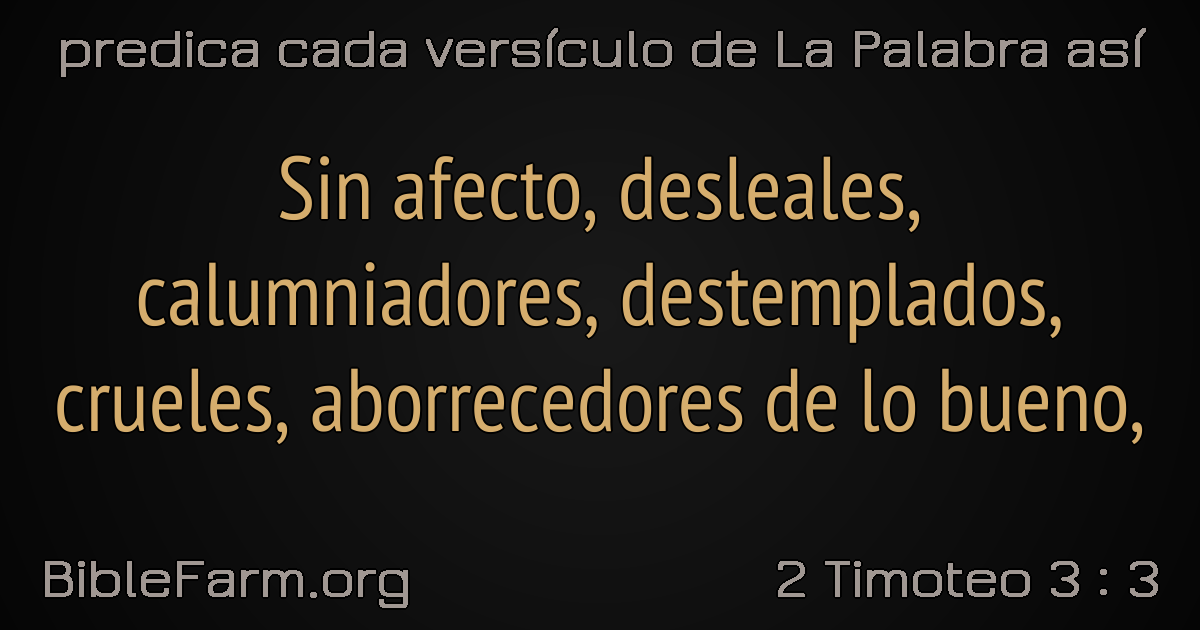 predica cada versículo de La Palabra así
Sin afecto, desleales,
calumniadores, destemplados,
crueles, aborrecedores de lo bueno,
BibleFarm.org
2 Timoteo 3 : 3